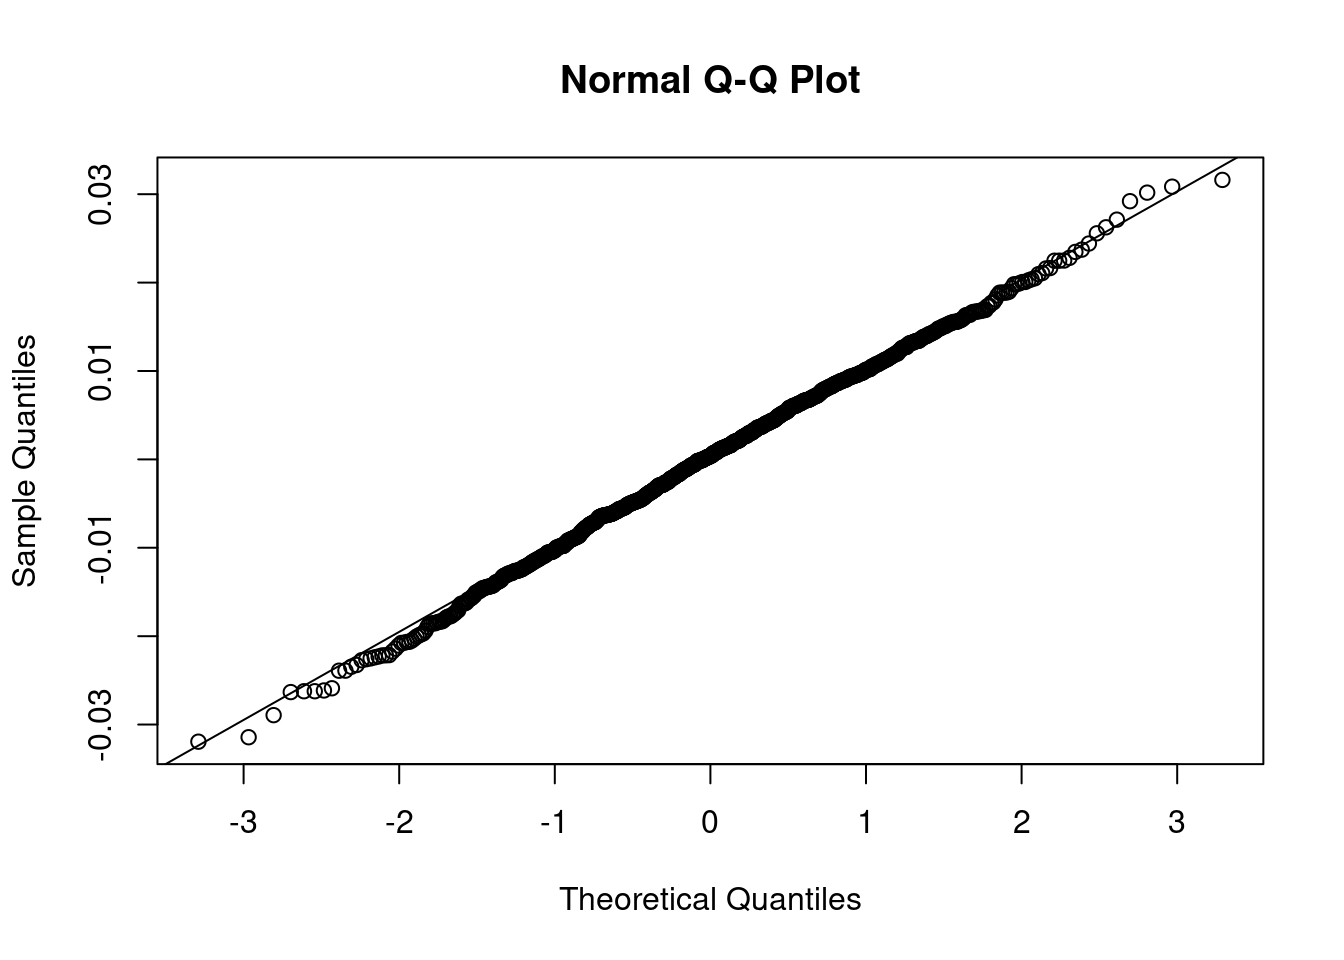 Normal Q-Q Plot
0.03
0.01
-0.01
-0.03
Sample Quantiles
-3 -2 -1 0 1 2 3
Theoretical Quantiles